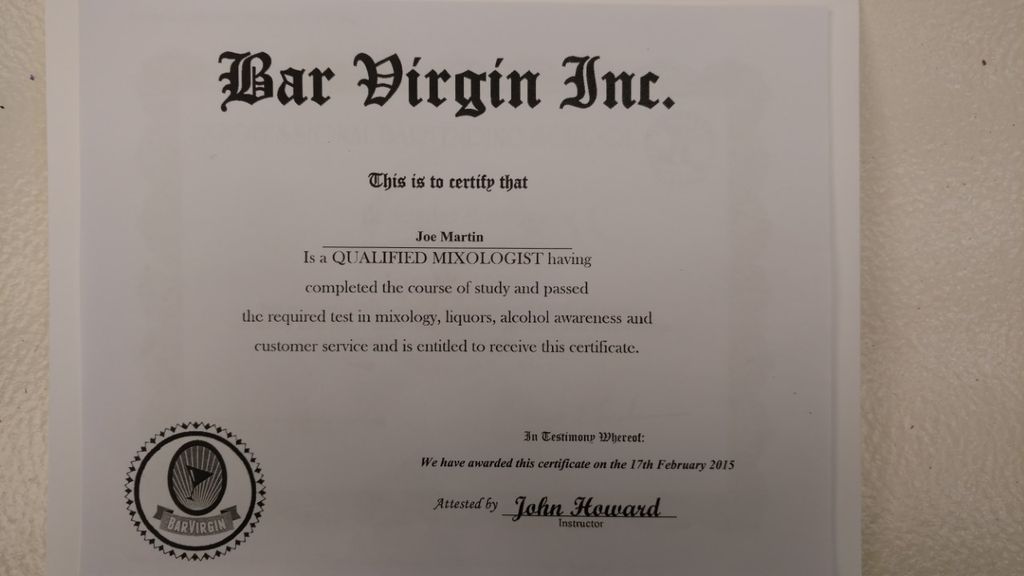 Bar Virgin Inc.
This is to certify that
Joe Martin
Is a QUALIFIED MIXOLOGIST having
completed the course of study and passed
the required test in mixology, liquors, alcohol awareness and
customer service and is entitled to receive this certificate.
In Testimony Whereof:
We have awarded this certificate on the 17th February 2015
Attested by John Howard
Instructor
BARVIRGIN